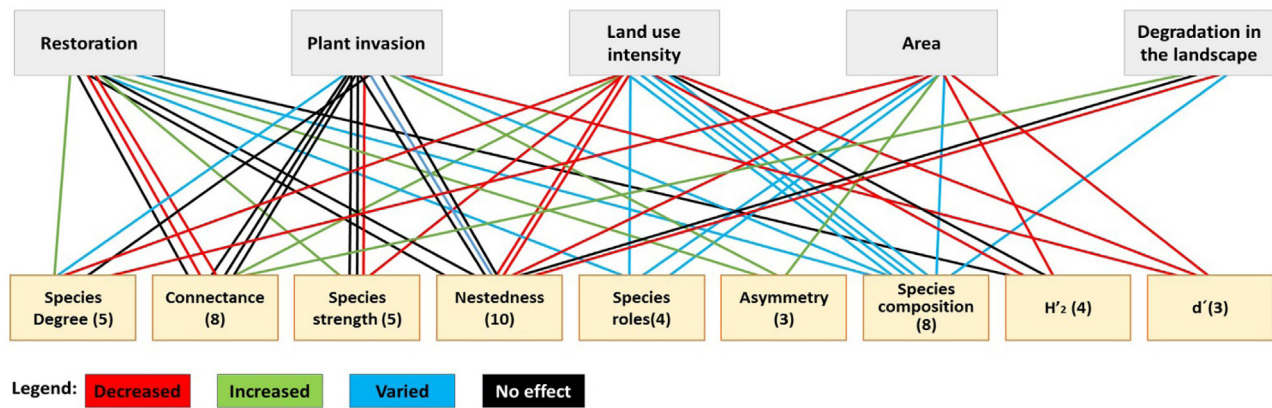 Restoration
Plant invasion
Land use
intensity
Area
Degradation in
the landscape
Species
Degree (5)
Connectance
(8)
Species
strength (5)
Nestedness
(10)
Species
roles(4)
Asymmetry
(3)
Species
composition
(8)
H'₂ (4)
d´(3)
Legend: Decreased Increased Varied No effect